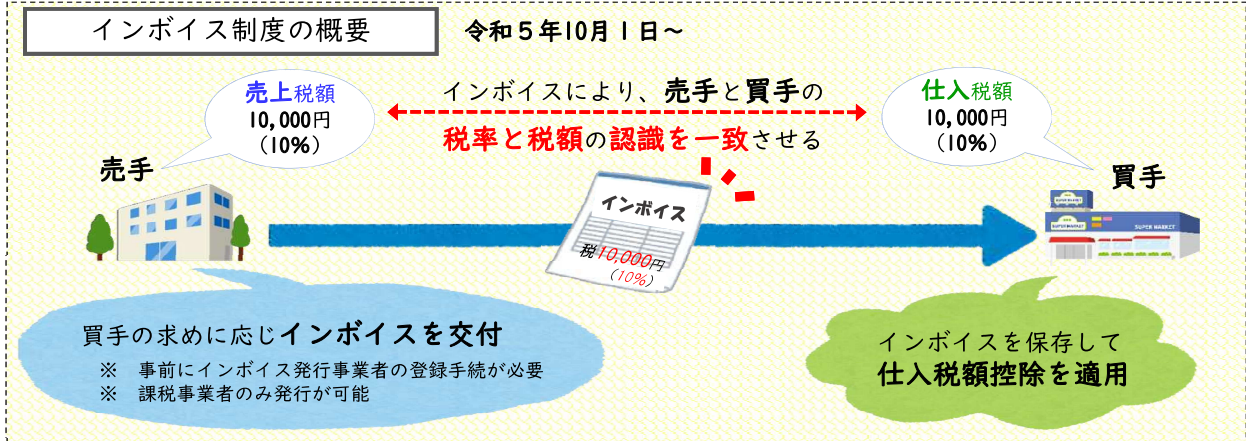 インボイス制度の概要
令和5年10月1日~
売上税額
10,000円
(10%)
インボイスにより、売手と買手の
税率と税額の認識を一致させる
仕入税額
10,000円
(10%)
売手
買手
インボイス
税10,000円
(10%)
SUPER MARKET
SUPER MARKET
SUPER MARKET
買手の求めに応じインボイスを交付
※ 事前にインボイス発行事業者の登録手続が必要
※ 課税事業者のみ発行が可能
インボイスを保存して
仕入税額控除を適用